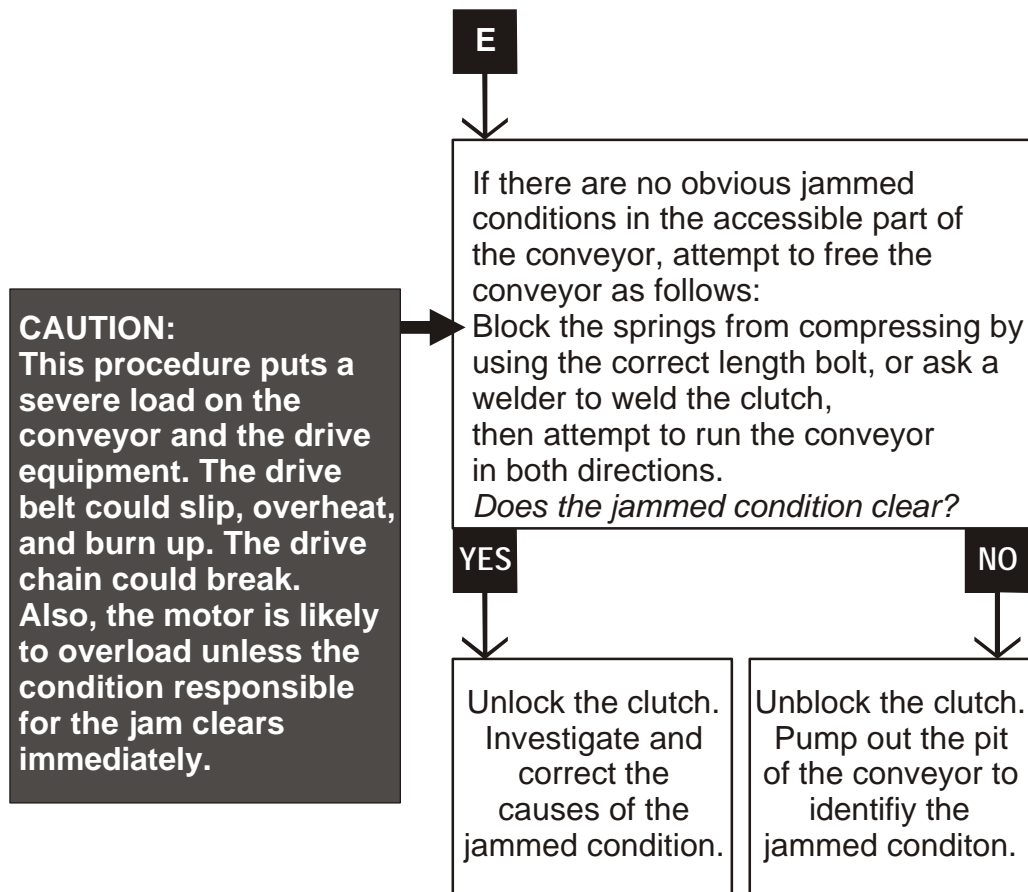 E
If there are no obvious jammed
conditions in the accessible part of
the conveyor, attempt to free the
conveyor as follows:
Block the springs from compressing by
using the correct length bolt, or ask a
welder to weld the clutch,
then attempt to run the conveyor
in both directions.
Does the jammed condition clear?
CAUTION:
This procedure puts a
severe load on the
conveyor and the drive
equipment. The drive
belt could slip, overheat,
and burn up. The drive
chain could break.
Also, the motor is likely
to overload unless the
condition responsible
for the jam clears
immediately.
YES
NO
Unlock the clutch.
Investigate and
correct the
causes of the
jammed condition.
Unblock the clutch.
Pump out the pit
of the conveyor to
identifiy the
jammed conditon.